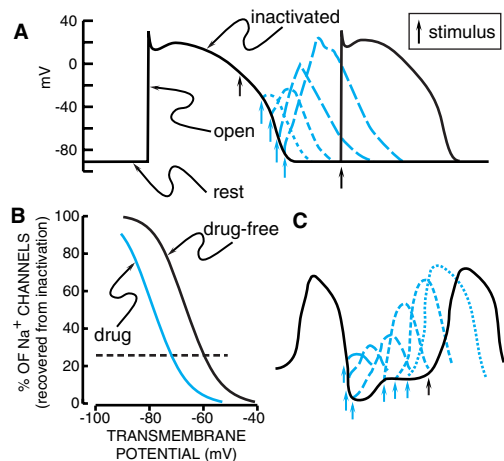 A
inactivated
stimulus
mV
40
0
-40
-80
open
rest
B
% OF Na+ CHANNELS
(recovered from inactivation)
100
80
60
40
20
0
drug-free
drug
-100 -80 -60 -40
TRANSMEMBRANE
POTENTIAL (mV)
C